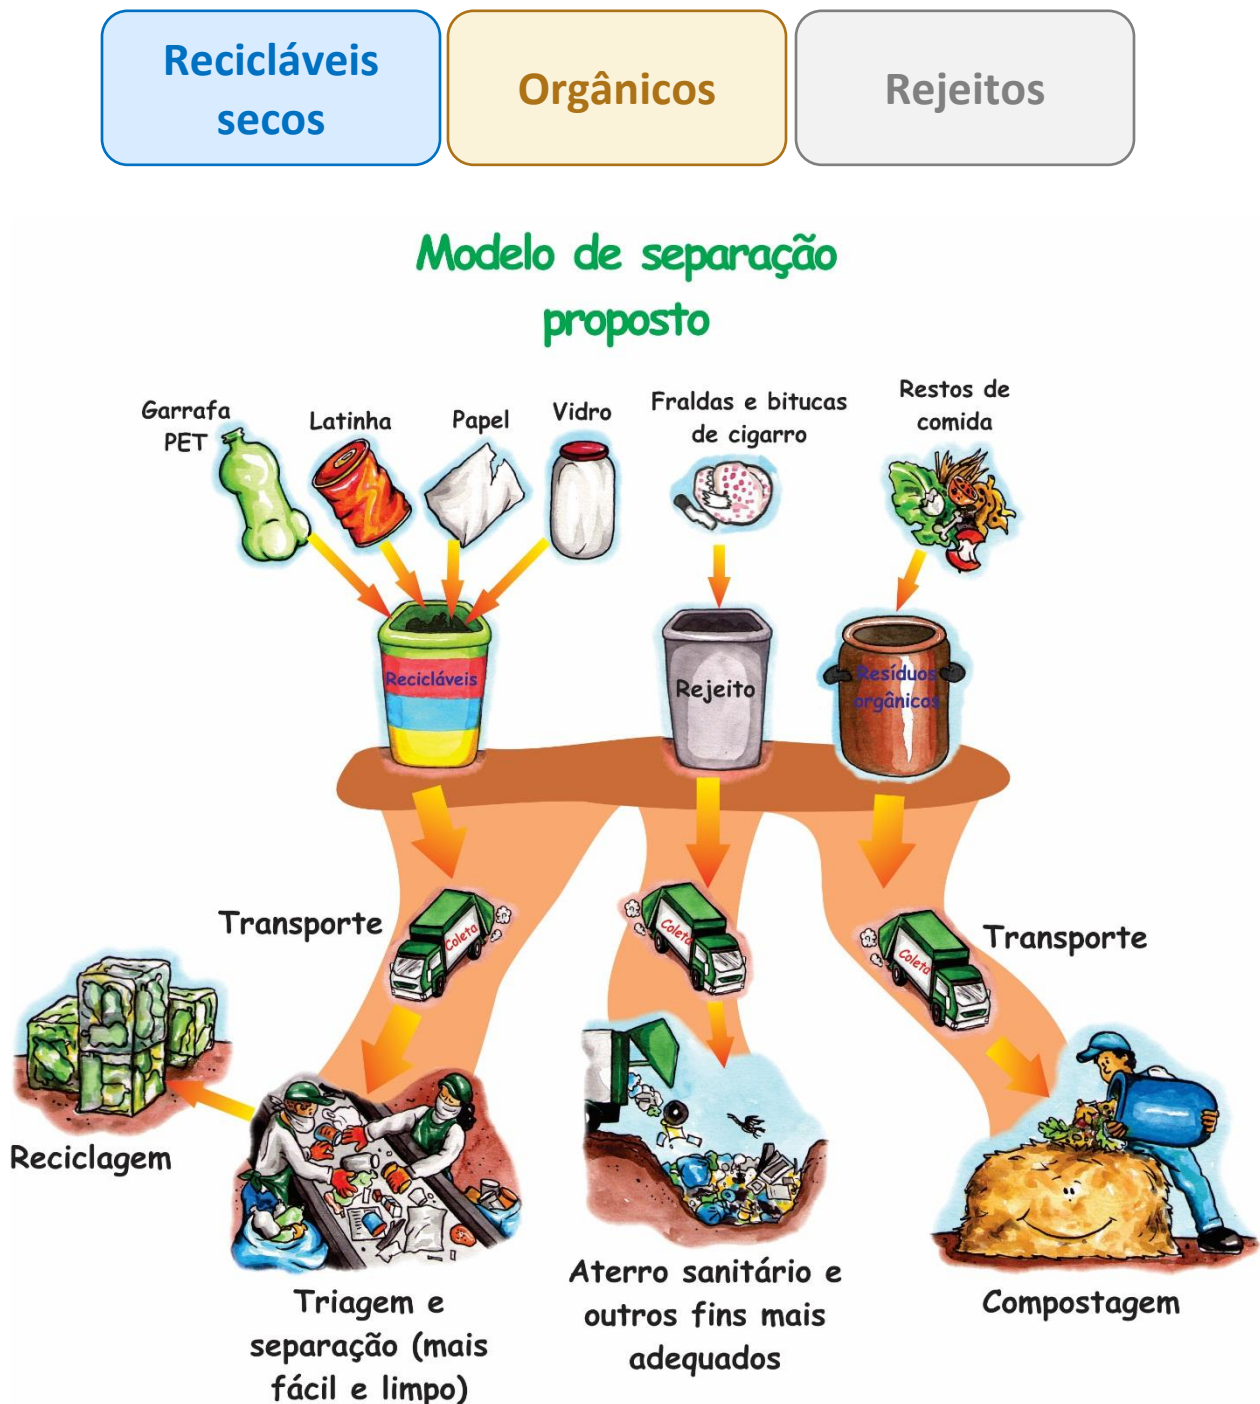 Recicláveis
secos
Orgânicos
Rejeitos
Modelo de separação
proposto
Garrafa
PET
Latinha
Papel
Vidro
Fraldas e bitucas
de cigarro
Restos de
comida
Recicláveis
Rejeito
Resíduos
orgânicos
Transporte
Coleta
Coleta
Coleta
Transporte
Reciclagem
Triagem e
separação (mais
fácil e limpo)
Aterro sanitário e
outros fins mais
adequados
Compostagem